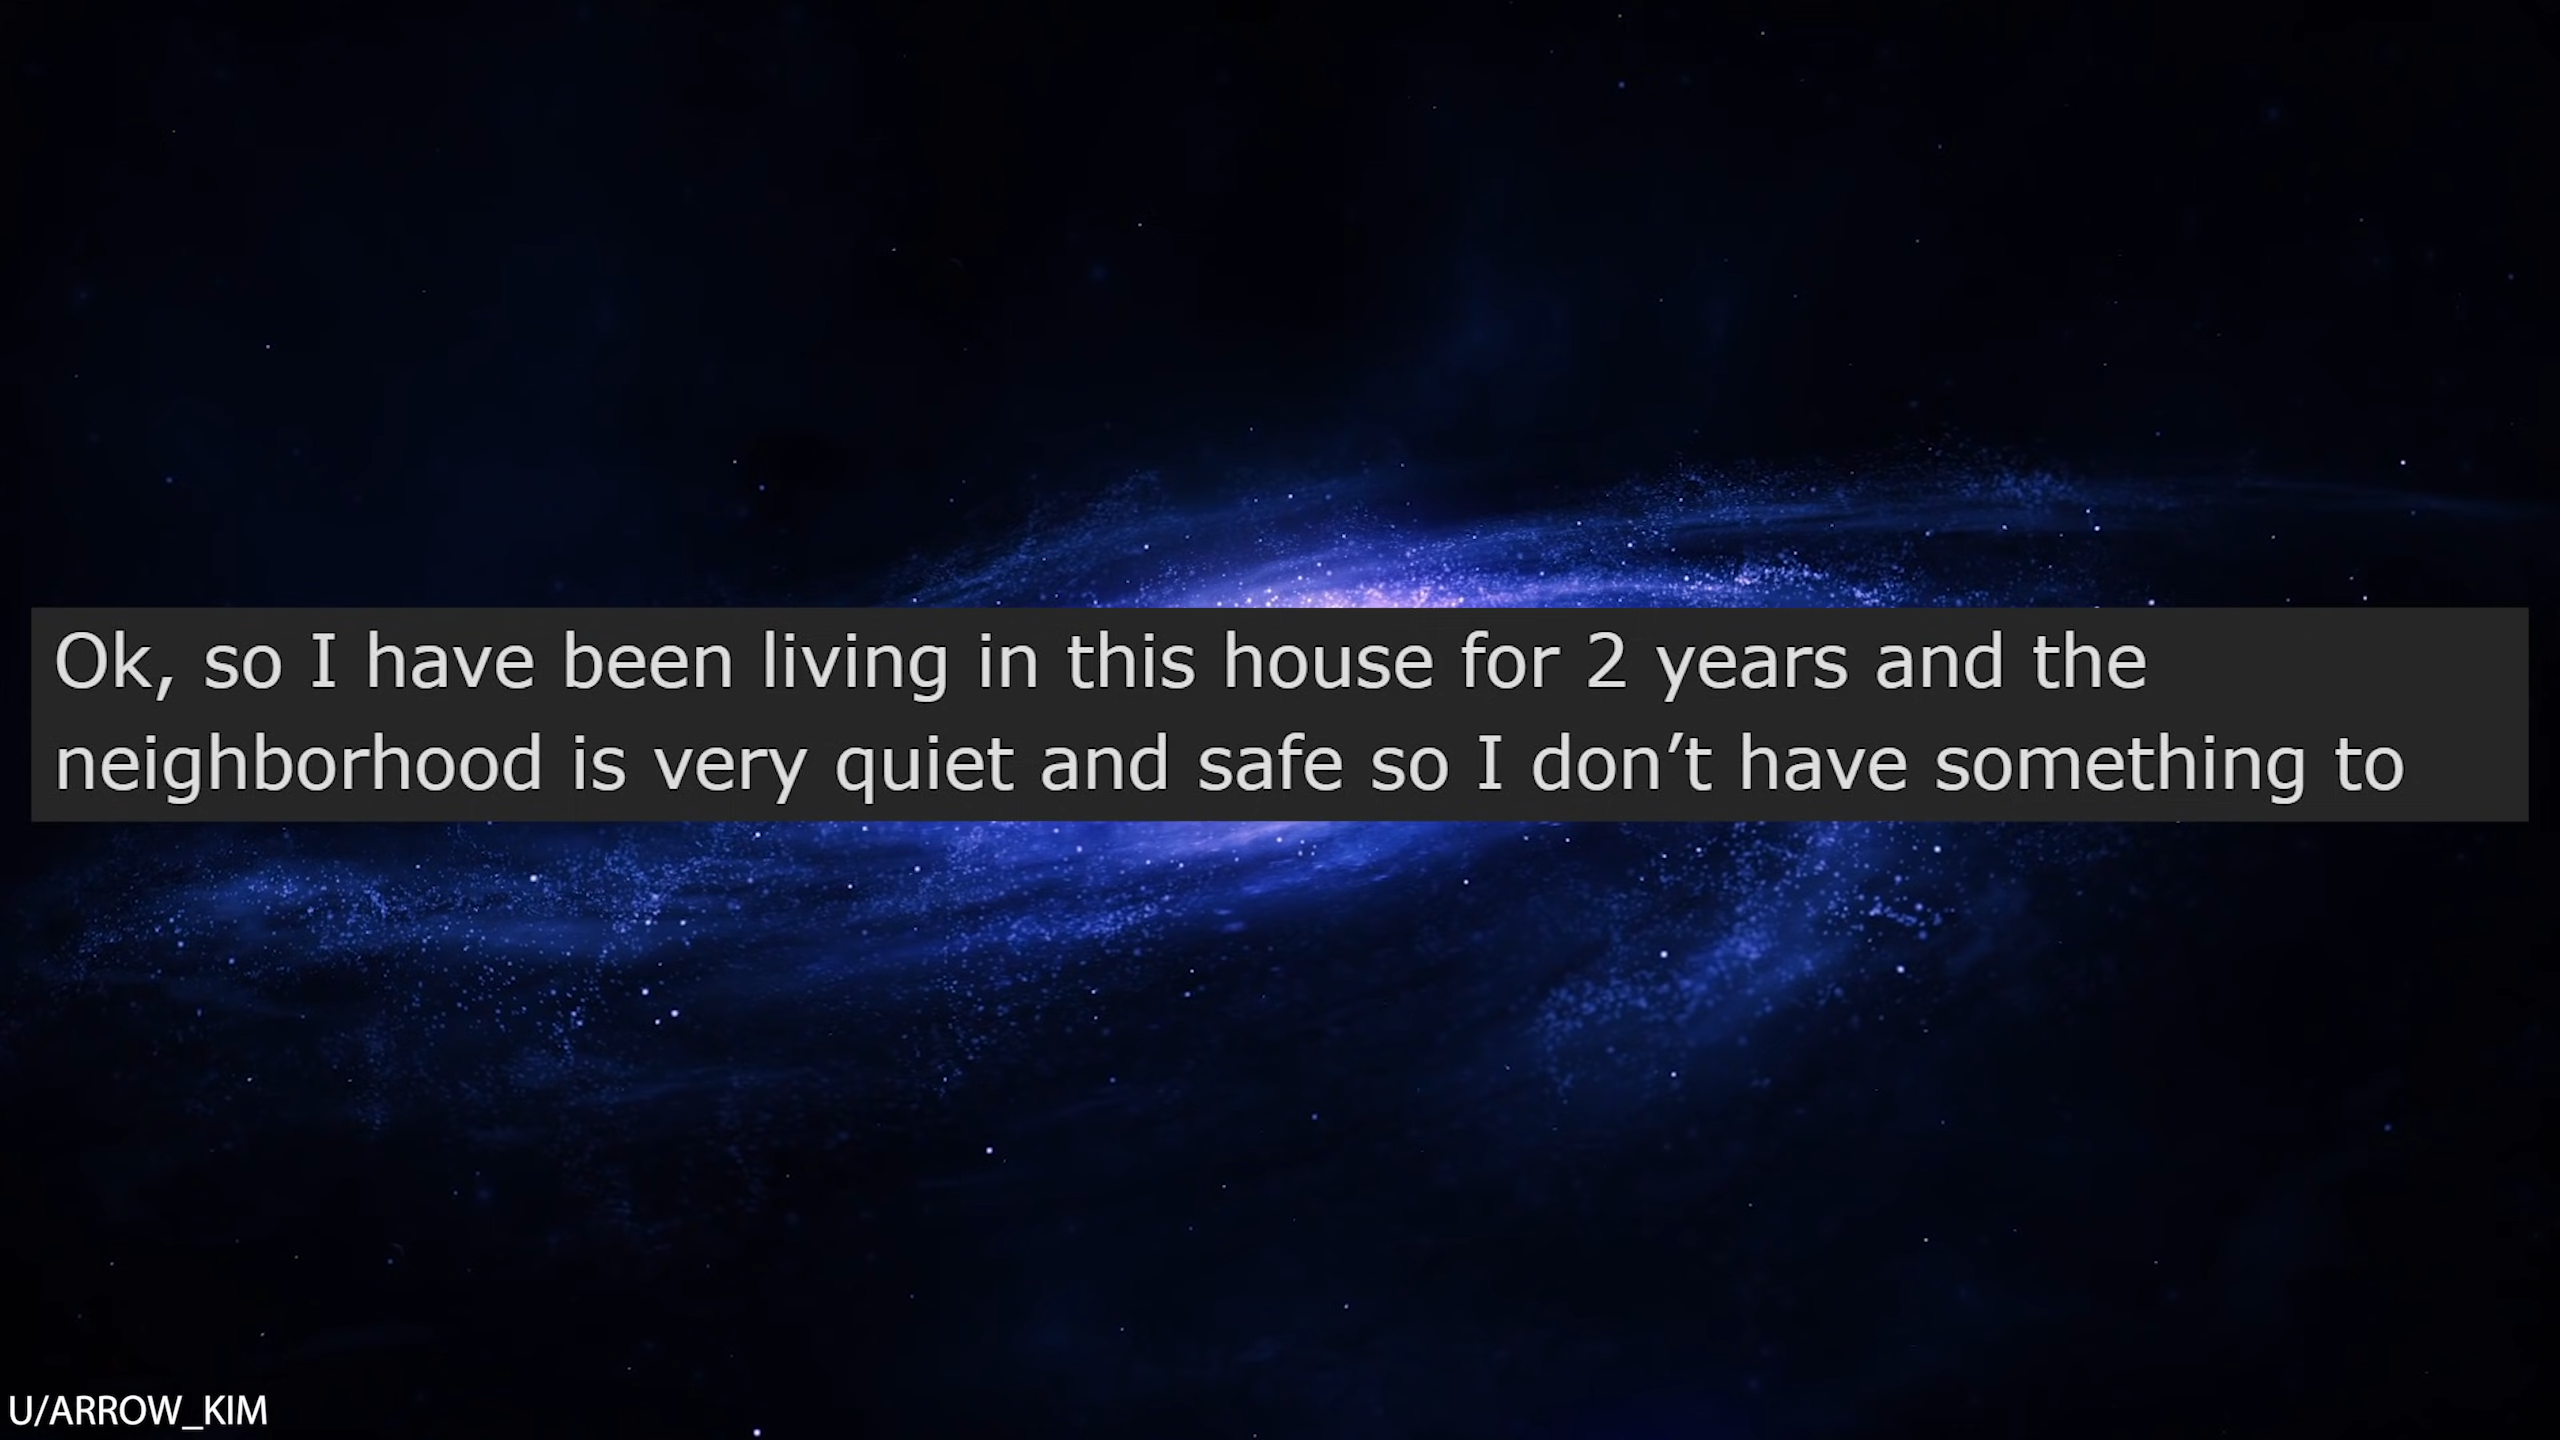 Ok, so I have been living in this house for 2 years and the
neighborhood is very quiet and safe so I don’t have something to
U/ARROW_KIM